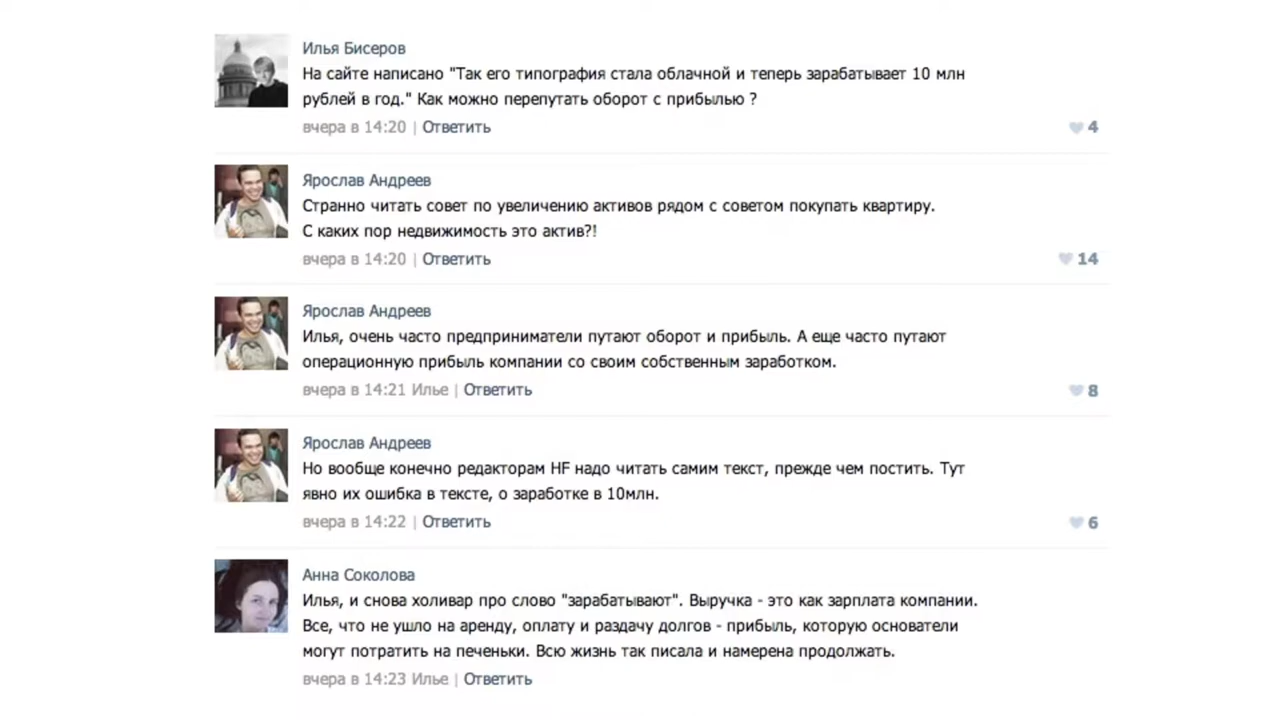 Илья Бисеров
На сайте написано "Так его типография стала облачной и теперь зарабатывает 10 млн
рублей в год." Как можно перепутать оборот с прибылью ?
вчера в 14:20 | Ответить
4
Ярослав Андреев
Странно читать совет по увеличению активов рядом с советом покупать квартиру.
С каких пор недвижимость это актив?!
вчера в 14:20 | Ответить
14
Ярослав Андреев
Илья, очень часто предприниматели путают оборот и прибыль. А еще часто путают
операционную прибыль компании со своим собственным заработком.
вчера в 14:21 Илье | Ответить
8
Ярослав Андреев
Но вообще конечно редакторам HF надо читать самим текст, прежде чем постить. Тут
явно их ошибка в тексте, о заработке в 10млн.
вчера в 14:22 | Ответить
6
Анна Соколова
Илья, и снова холивар про слово "зарабатывают". Выручка - это как зарплата компании.
Все, что не ушло на аренду, оплату и раздачу долгов - прибыль, которую основатели
могут потратить на печеньки. Всю жизнь так писала и намерена продолжать.
вчера в 14:23 Илье | Ответить